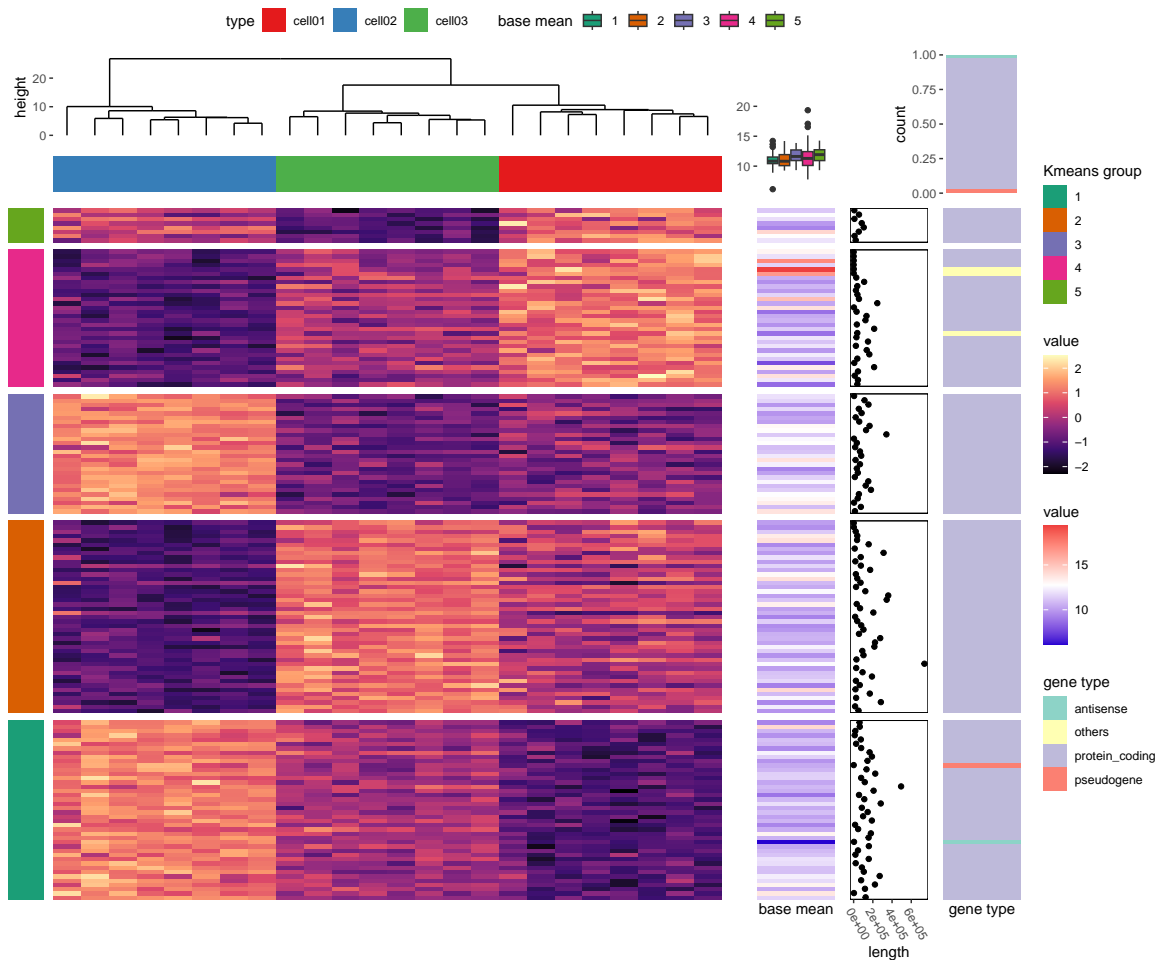 type cell01 cell02 cell03 base mean 1 2 3 4 5
height
20
10
0
20
15
10
count
1.00
0.75
0.50
0.25
0.00
Kmeans group
1
2
3
4
5
value
2
1
0
−1
−2
value
15
10
gene type
antisense
others
protein_coding
pseudogene
base mean
0e+00
2e+05
4e+05
6e+05
length
gene type